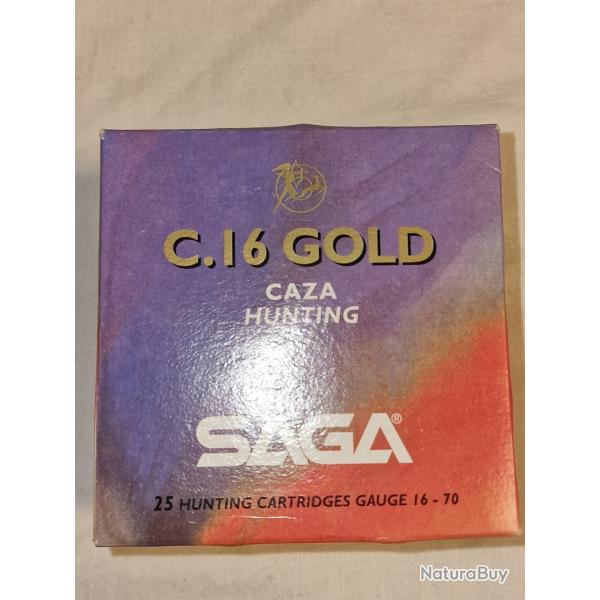 C.16 GOLD
CAZA
HUNTING
SAGA®
25 HUNTING CARTRIDGES GAUGE 16 - 70
NaturaBuy